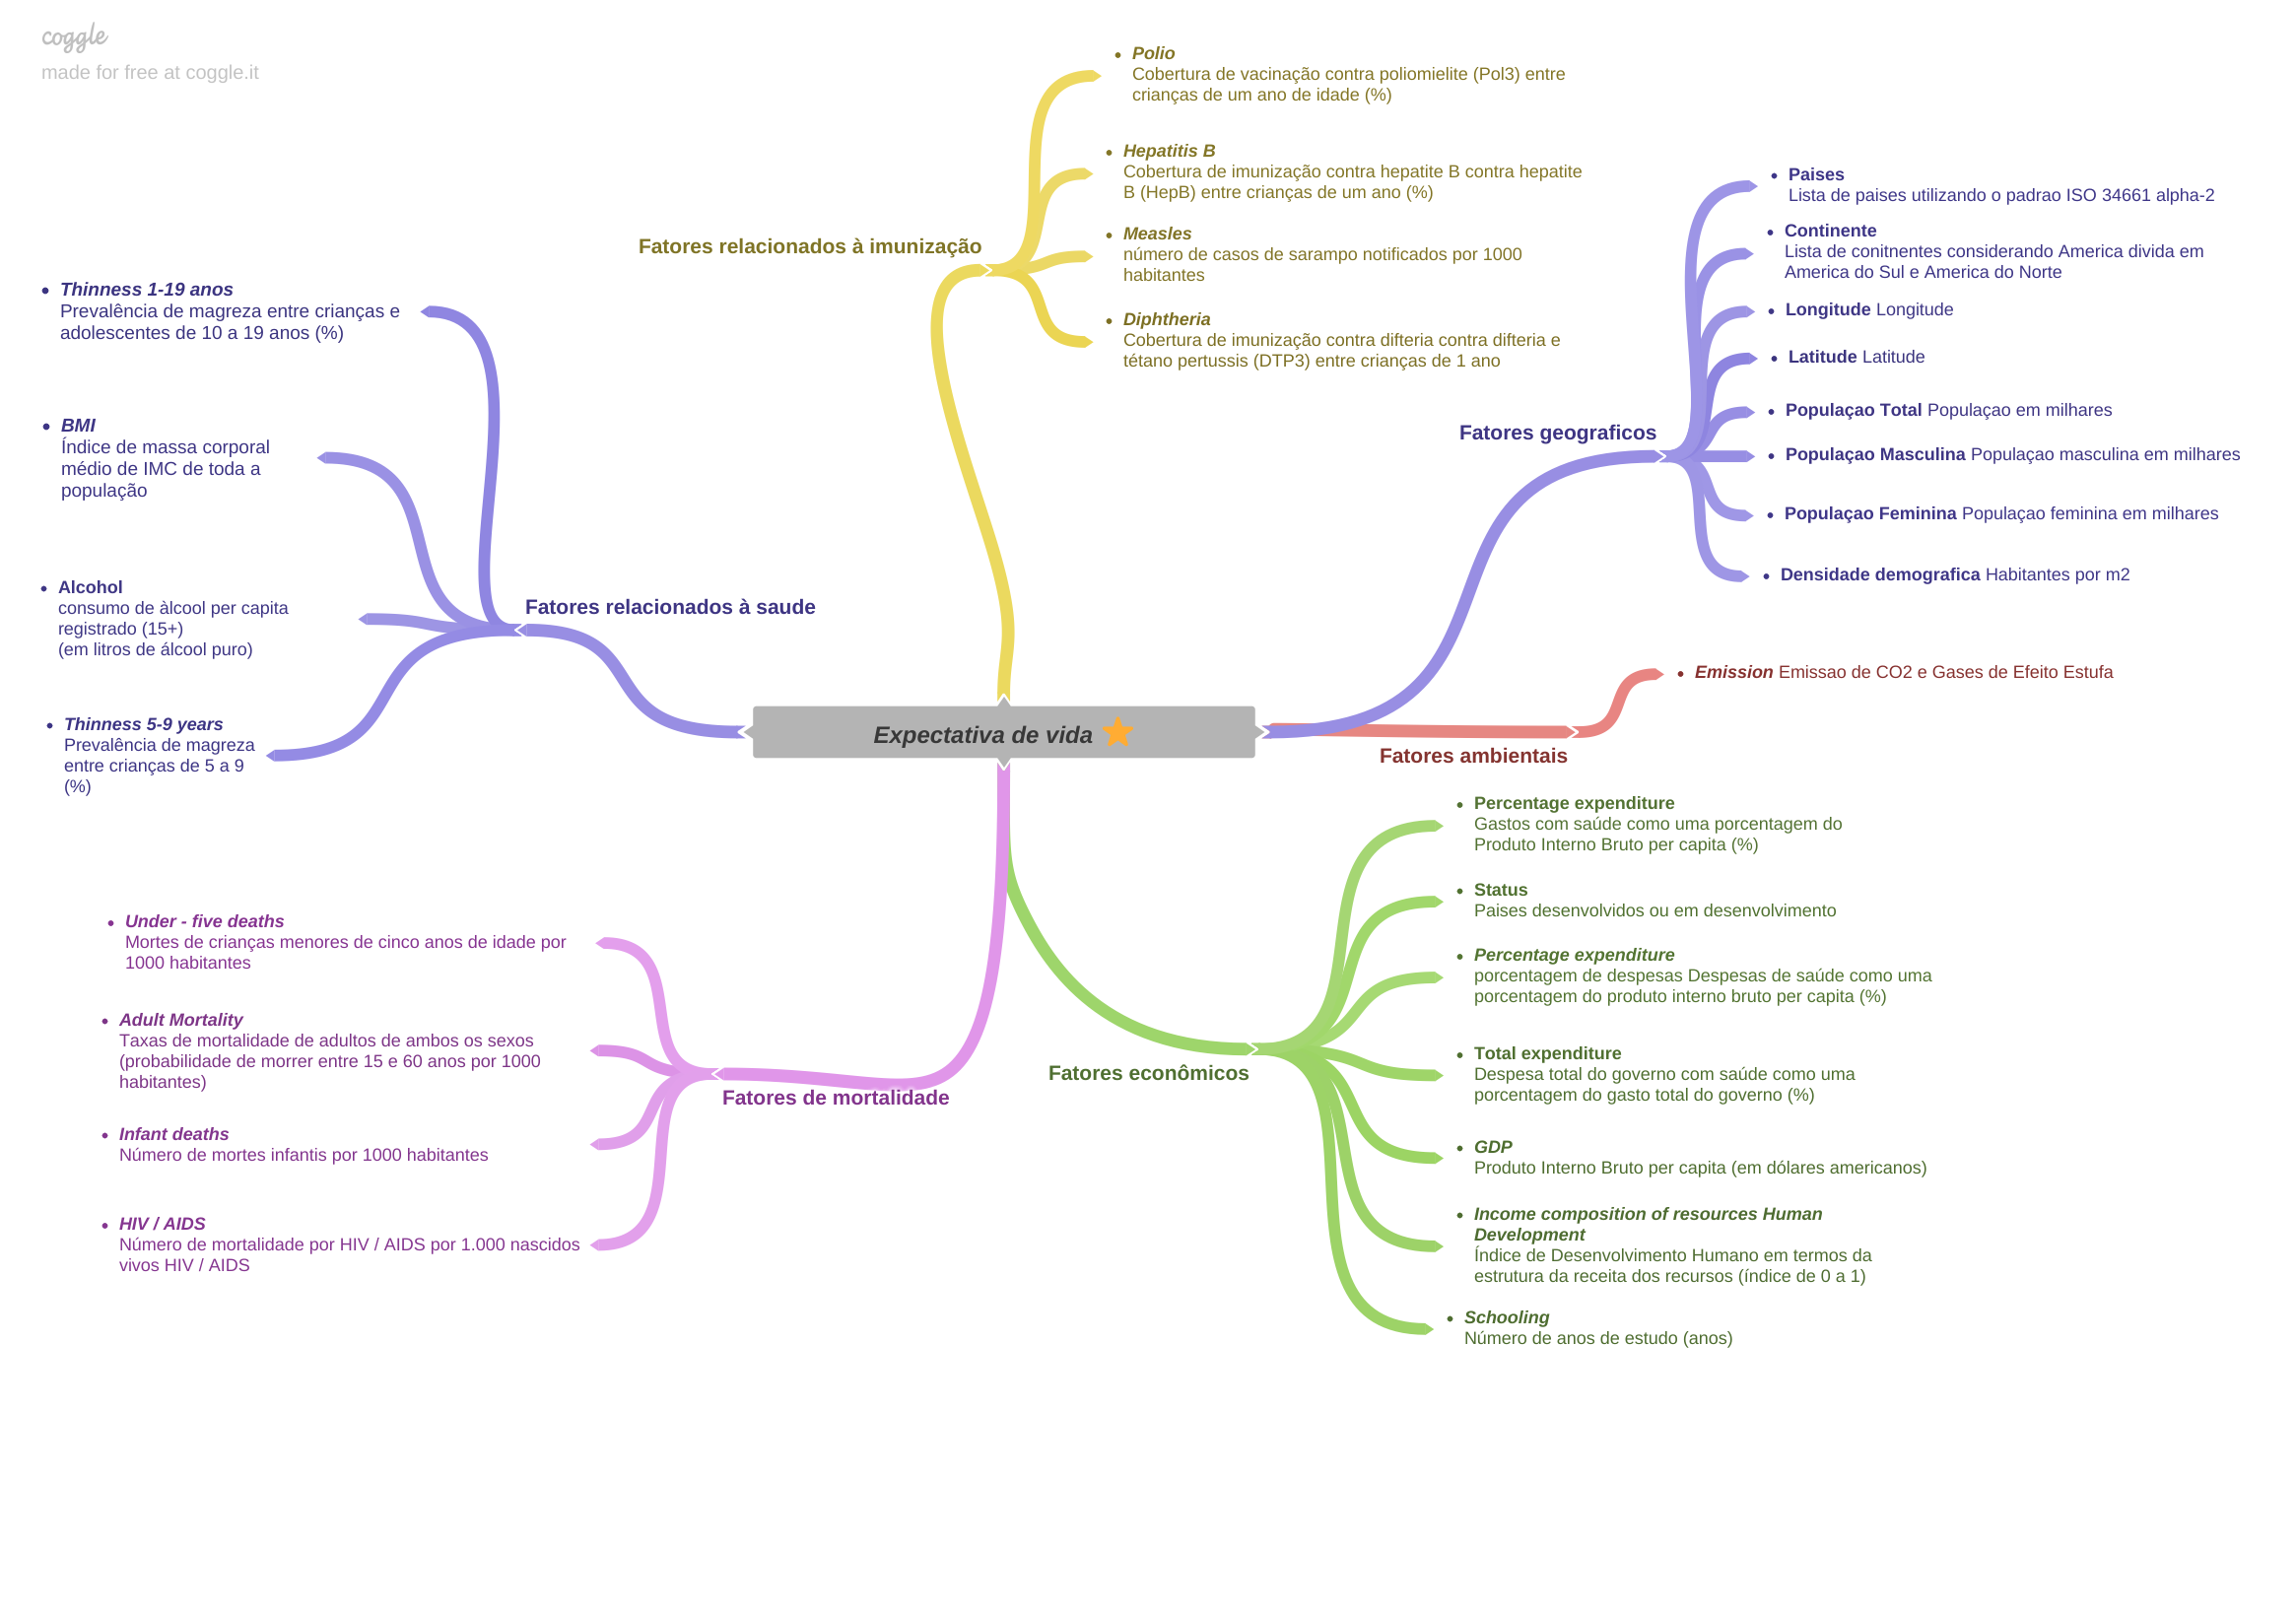 coggle
made for free at coggle.it
Polio
Cobertura de vacinação contra poliomielite (Pol3) entre
crianças de um ano de idade (%)
Hepatitis B
Cobertura de imunização contra hepatite B contra hepatite
B (HepB) entre crianças de um ano (%)
Fatores relacionados à imunização
Measles
número de casos de sarampo notificados por 1000
habitantes
Diphtheria
Cobertura de imunização contra difteria contra difteria e
tétano pertussis (DTP3) entre crianças de 1 ano
Fatores geograficos
Paises
Lista de paises utilizando o padrao ISO 34661 alpha-2
Continente
Lista de conitnentes considerando America divida em
America do Sul e America do Norte
Longitude Longitude
Latitude Latitude
Populaçao Total Populaçao em milhares
Populaçao Masculina Populaçao masculina em milhares
Populaçao Feminina Populaçao feminina em milhares
Densidade demografica Habitantes por m2
Thinness 1-19 anos
Prevalência de magreza entre crianças e
adolescentes de 10 a 19 anos (%)
BMI
Índice de massa corporal
médio de IMC de toda a
população
Alcohol
consumo de àlcool per capita
registrado (15+)
(em litros de álcool puro)
Fatores relacionados à saude
Thinness 5-9 years
Prevalência de magreza
entre crianças de 5 a 9
(%)
Expectativa de vida
Emission Emissao de CO2 e Gases de Efeito Estufa
Fatores ambientais
Percentage expenditure
Gastos com saúde como uma porcentagem do
Produto Interno Bruto per capita (%)
Status
Paises desenvolvidos ou em desenvolvimento
Percentage expenditure
porcentagem de despesas Despesas de saúde como uma
porcentagem do produto interno bruto per capita (%)
Total expenditure
Despesa total do governo com saúde como uma
porcentagem do gasto total do governo (%)
Fatores econômicos
GDP
Produto Interno Bruto per capita (em dólares americanos)
Income composition of resources Human
Development
Índice de Desenvolvimento Humano em termos da
estrutura da receita dos recursos (índice de 0 a 1)
Schooling
Número de anos de estudo (anos)
Under - five deaths
Mortes de crianças menores de cinco anos de idade por
1000 habitantes
Adult Mortality
Taxas de mortalidade de adultos de ambos os sexos
(probabilidade de morrer entre 15 e 60 anos por 1000
habitantes)
Fatores de mortalidade
Infant deaths
Número de mortes infantis por 1000 habitantes
HIV / AIDS
Número de mortalidade por HIV / AIDS por 1.000 nascidos
vivos HIV / AIDS